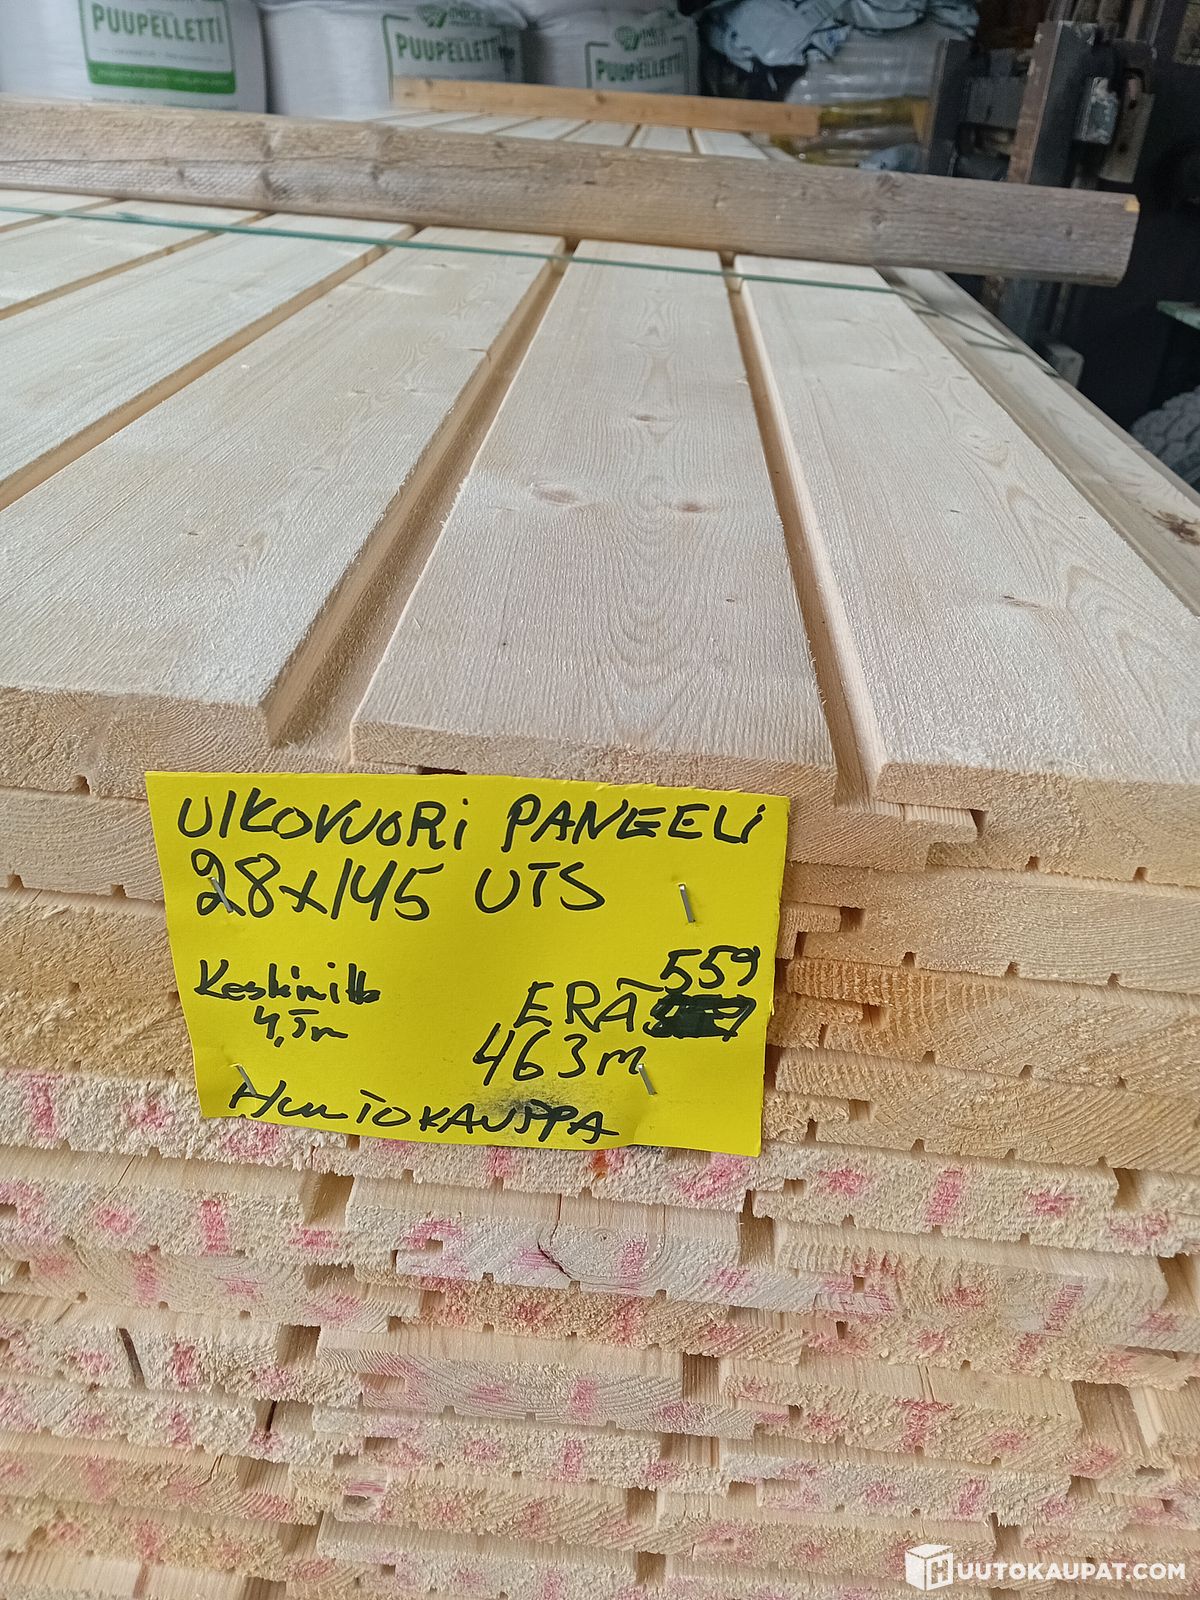 PUUPELLETTI
PUUPELLETTI
PUUPELLETTI
ULKOVUORI PANEELI
28x145 UTS
Keskimitta
4,5m
ERÄ 559
463m
HUUTOKAUPPA
HUUTOKAUPAT.COM